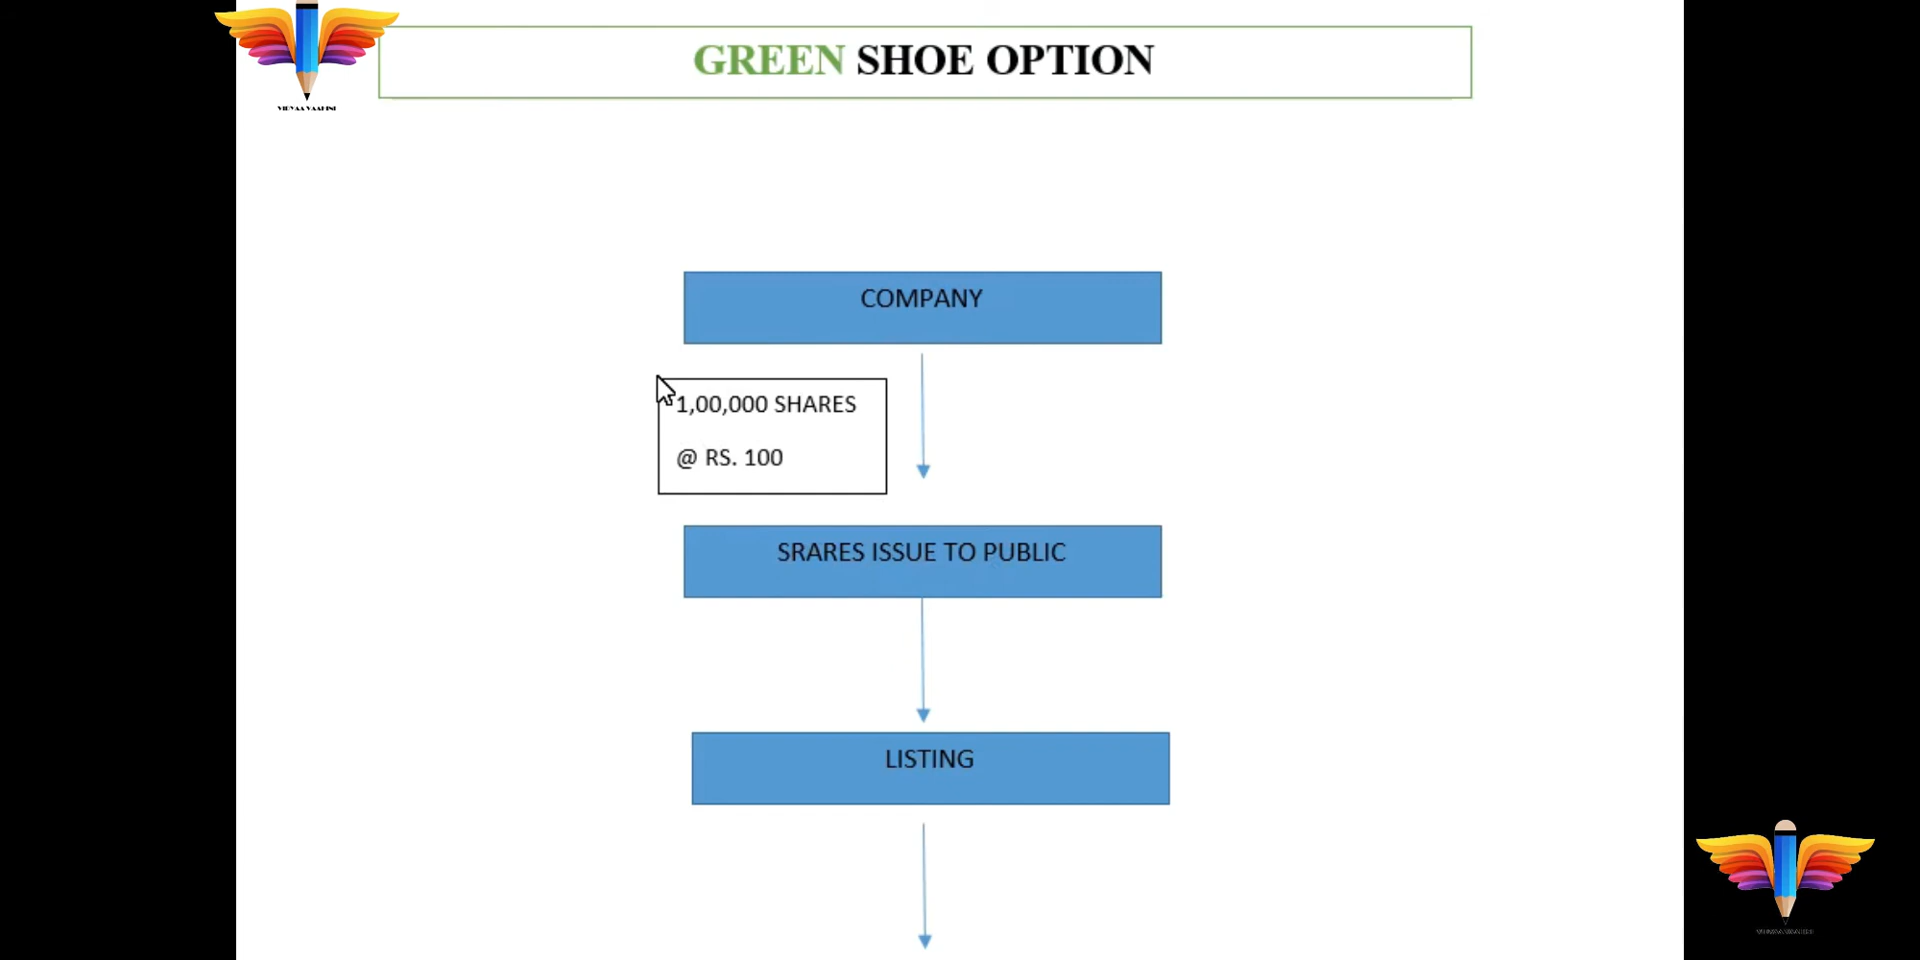 GREEN SHOE OPTION
COMPANY
1,00,000 SHARES
@ RS. 100
SRARES ISSUE TO PUBLIC
LISTING